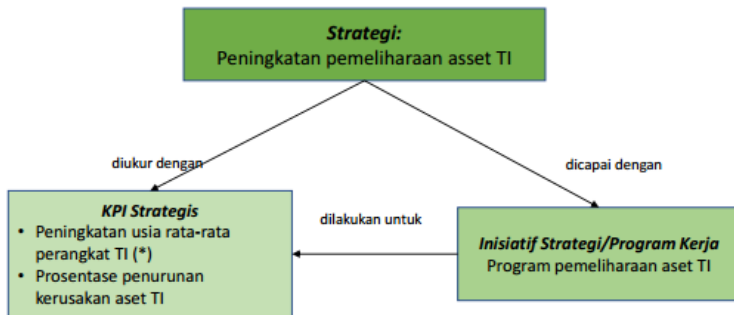 Strategi:
Peningkatan pemeliharaan asset TI
diukur dengan
dicapai dengan
KPI Strategis
• Peningkatan usia rata-rata
perangkat TI (*)
• Prosentase penurunan
kerusakan aset TI
dilakukan untuk
Inisiatif Strategi/Program Kerja
Program pemeliharaan aset TI